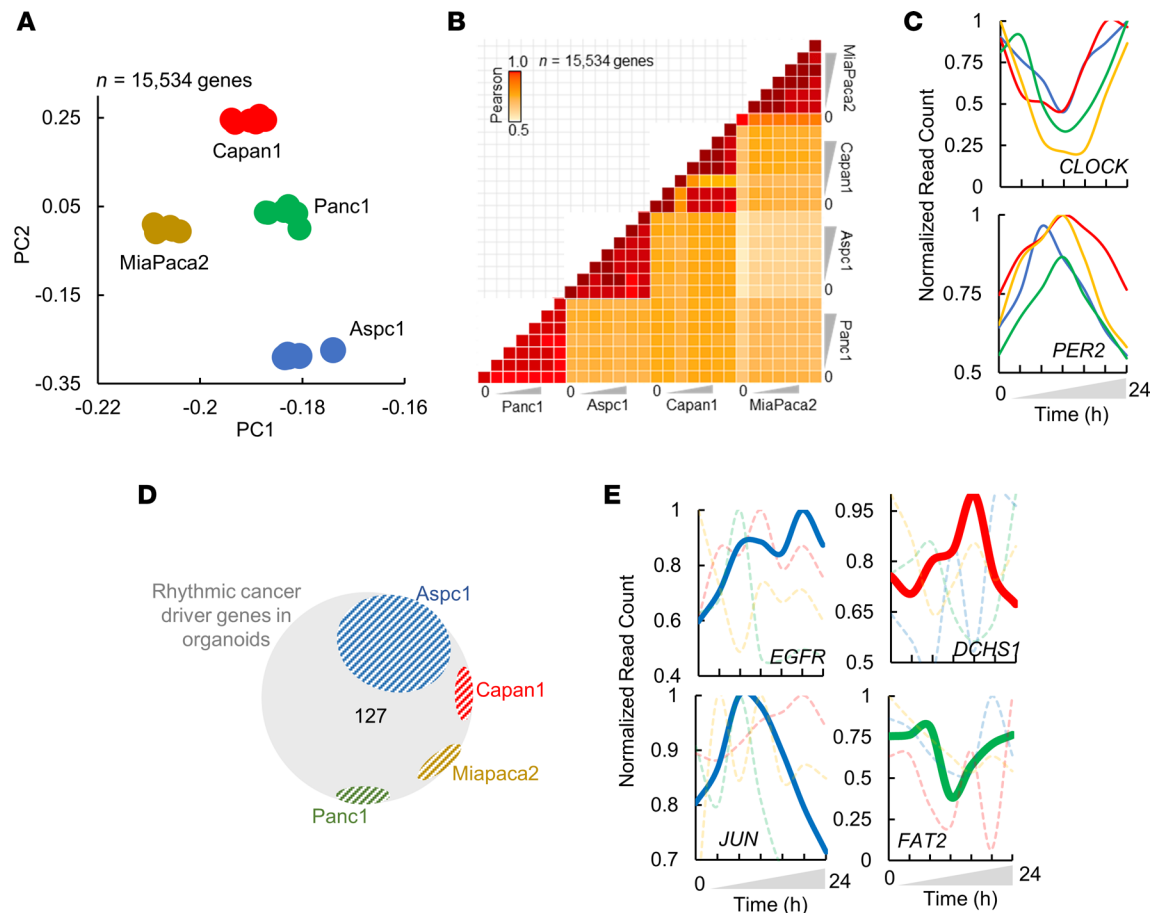 A
n = 15,534 genes
0.25
0.05
-0.15
-0.35
PC2
Capan1
Panc1
MiaPaca2
Aspc1
-0.22
-0.2
-0.18
-0.16
PC1
B
Pearson
1.0
0.5
n = 15,534 genes
MiaPaca2
0
Capan1
0
Aspc1
0
Panc1
0
0
0
0
0
Panc1
Aspc1
Capan1
MiaPaca2
C
Normalized Read Count
1
0.75
0.5
0.25
0
CLOCK
1
0.75
0.5
PER2
0
24
Time (h)
D
Rhythmic cancer
driver genes in
organoids
Aspc1
Capan1
127
Miapaca2
Panc1
E
Normalized Read Count
1
0.8
0.6
0.4
EGFR
0.95
0.8
0.65
0.5
DCHS1
1
0.9
0.8
0.7
JUN
0
24
Time (h)
1
0.75
0.5
0.25
0
FAT2
0
24
Time (h)